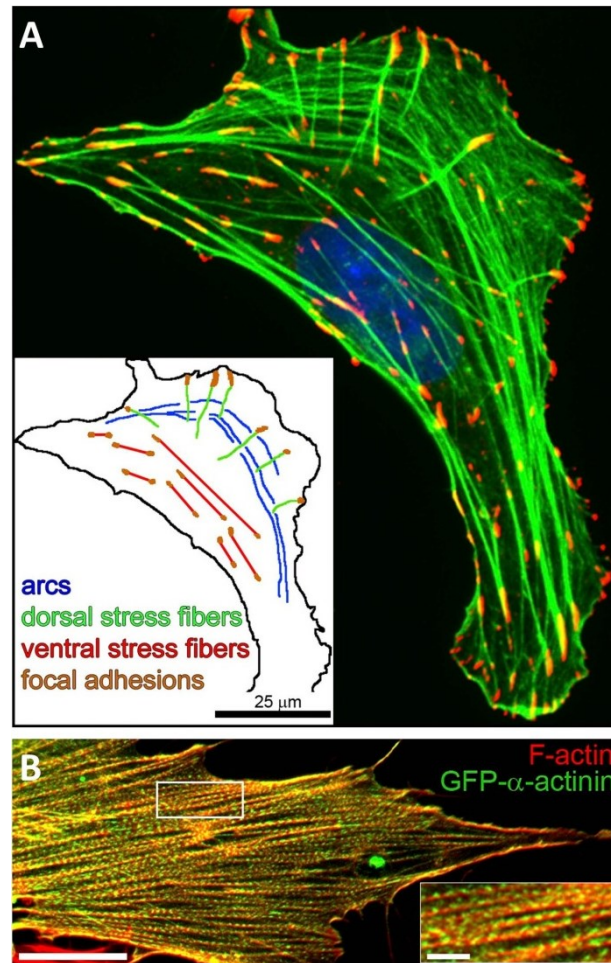 A
arcs
dorsal stress fibers
ventral stress fibers
focal adhesions
25 μm
B
F-actin
GFP-α-actinin